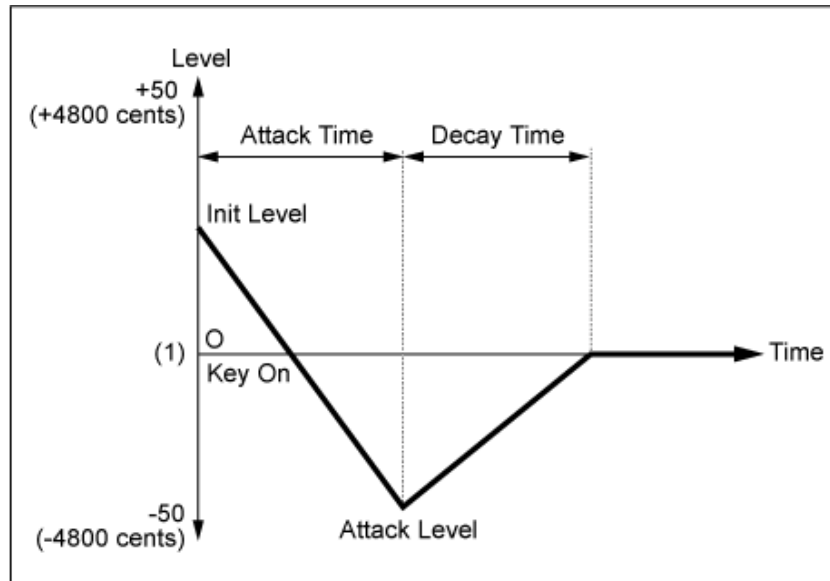 Level
+50
(+4800 cents)
Attack Time
Decay Time
Init Level
O
(1)
Time
Key On
-50
(-4800 cents)
Attack Level